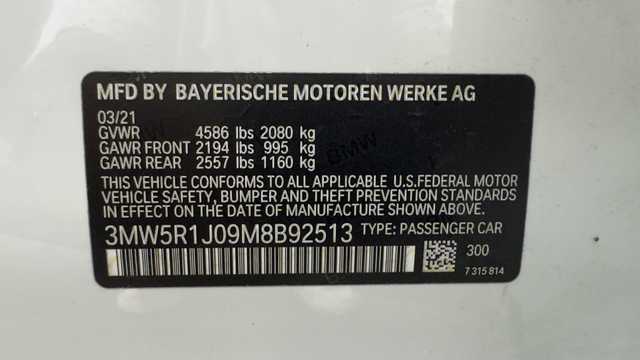 MFD BY BAYERISCHE MOTOREN WERKE AG
03/21
GVWR 4586 lbs 2080 kg
GAWR FRONT 2194 lbs 995 kg
GAWR REAR 2557 lbs 1160 kg
THIS VEHICLE CONFORMS TO ALL APPLICABLE U.S.FEDERAL MOTOR
VEHICLE SAFETY, BUMPER AND THEFT PREVENTION STANDARDS
IN EFFECT ON THE DATE OF MANUFACTURE SHOWN ABOVE.
3MW5R1J09M8B92513 TYPE: PASSENGER CAR
300
7 315 814